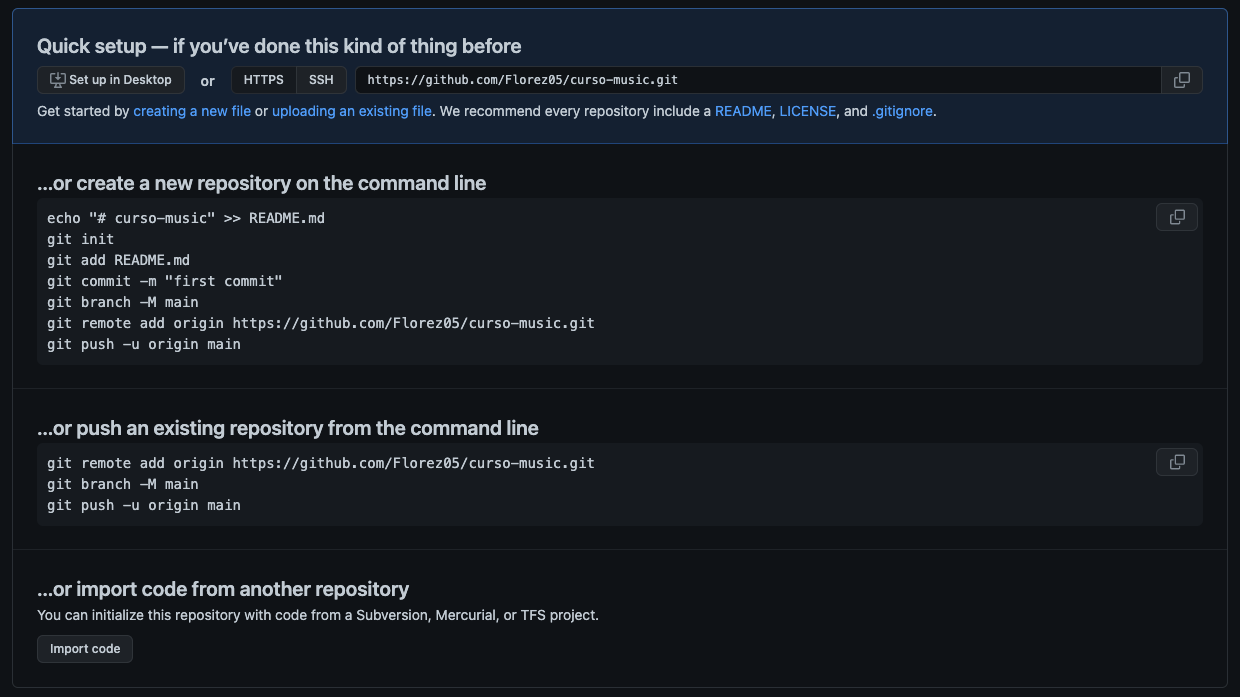 Quick setup — if you’ve done this kind of thing before
Set up in Desktop or HTTPS SSH https://github.com/Florez05/curso-music.git
Get started by creating a new file or uploading an existing file. We recommend every repository include a README, LICENSE, and .gitignore.
…or create a new repository on the command line
echo "# curso-music" >> README.md
git init
git add README.md
git commit -m "first commit"
git branch -M main
git remote add origin https://github.com/Florez05/curso-music.git
git push -u origin main
…or push an existing repository from the command line
git remote add origin https://github.com/Florez05/curso-music.git
git branch -M main
git push -u origin main
…or import code from another repository
You can initialize this repository with code from a Subversion, Mercurial, or TFS project.
Import code